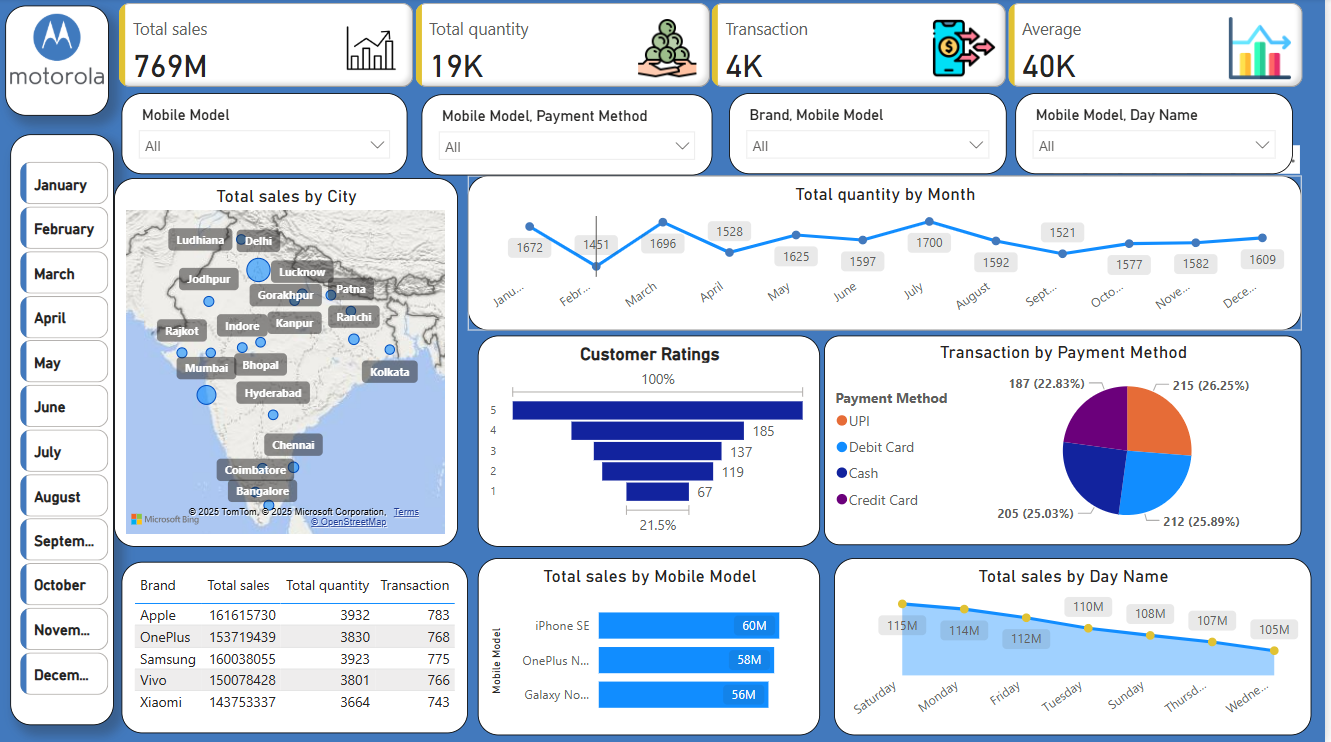 motorola
Total sales
769M
Total quantity
19K
Transaction
4K
Average
40K
Mobile Model
All
Mobile Model, Payment Method
All
Brand, Mobile Model
All
Mobile Model, Day Name
All
January
February
March
April
May
June
July
August
Septem...
October
Novem...
Decem...
Total sales by City
Ludhiana
Delhi
Jodhpur
Lucknow
Gorakhpur
Patna
Rajkot
Indore
Kanpur
Ranchi
Mumbai
Bhopal
Kolkata
Hyderabad
Chennai
Coimbatore
Bangalore
© 2025 TomTom, © 2025 Microsoft Corporation, Terms
Microsoft Bing
© OpenStreetMap
Total quantity by Month
1672
1451
1696
1528
1625
1597
1700
1592
1521
1577
1582
1609
Janu...
Febr...
March
April
May
June
July
August
Sept...
Octo...
Nove...
Dece...
Customer Ratings
100%
5
4 185
3 137
2 119
1 67
21.5%
Transaction by Payment Method
Payment Method
UPI
Debit Card
Cash
Credit Card
187 (22.83%)
215 (26.25%)
205 (25.03%)
212 (25.89%)
Brand Total sales Total quantity Transaction
Apple 161615730 3932 783
OnePlus 153719439 3830 768
Samsung 160038055 3923 775
Vivo 150078428 3801 766
Xiaomi 143753337 3664 743
Total sales by Mobile Model
Mobile Model
iPhone SE 60M
OnePlus N... 58M
Galaxy No... 56M
Total sales by Day Name
115M
114M
112M
110M
108M
107M
105M
Saturday
Monday
Friday
Tuesday
Sunday
Thursd...
Wedne...